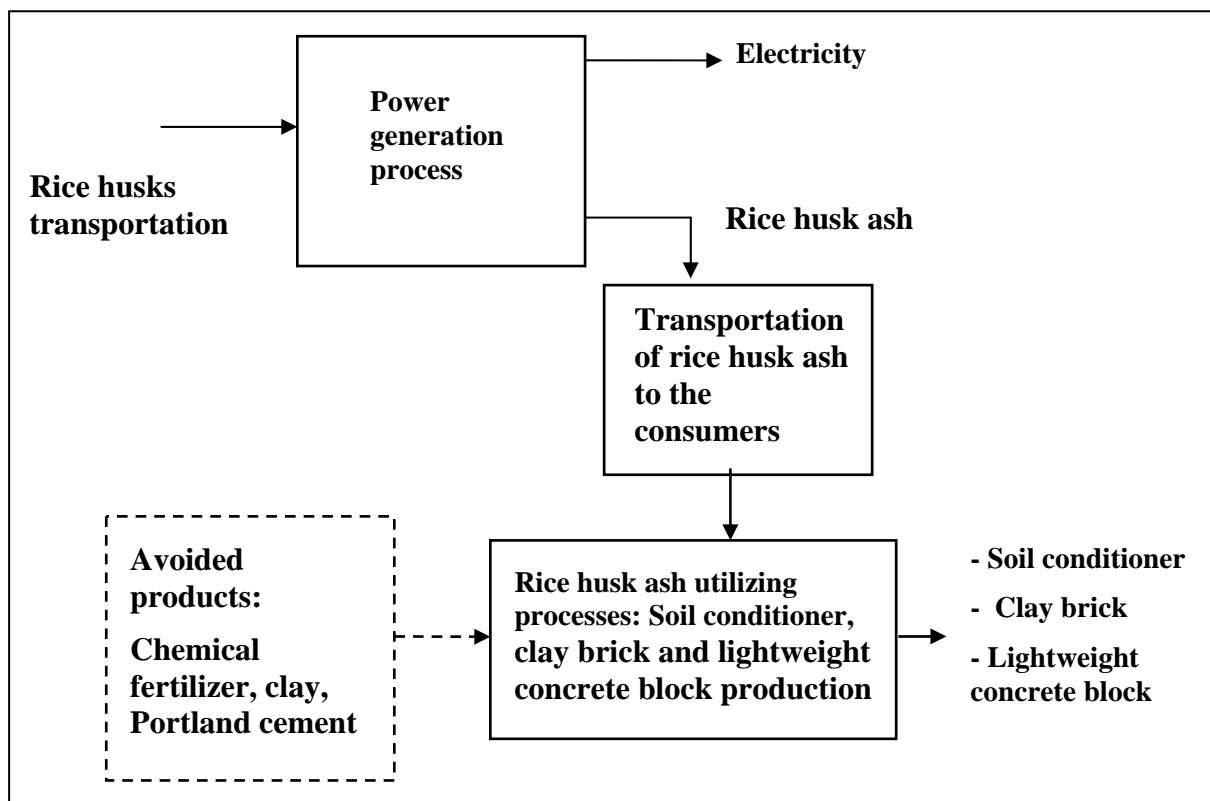 Electricity
Power
generation
process
Rice husks
transportation
Rice husk ash
Transportation
of rice husk ash
to the
consumers
Avoided
products:
Chemical
fertilizer, clay,
Portland cement
Rice husk ash utilizing
processes: Soil conditioner,
clay brick and lightweight
concrete block production
- Soil conditioner
- Clay brick
- Lightweight
concrete block